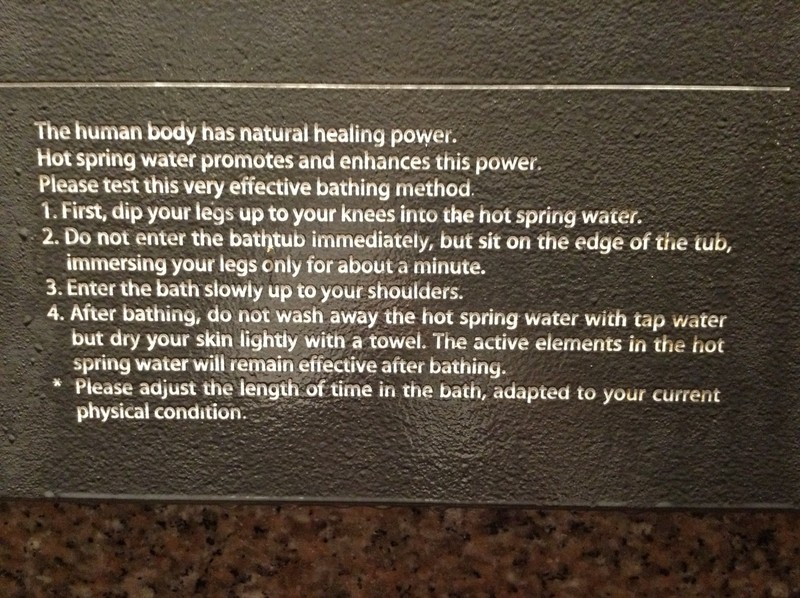 The human body has natural healing power.
Hot spring water promotes and enhances this power.
Please test this very effective bathing method.
1. First, dip your legs up to your knees into the hot spring water.
2. Do not enter the bathtub immediately, but sit on the edge of the tub,
immersing your legs only for about a minute.
3. Enter the bath slowly up to your shoulders.
4. After bathing, do not wash away the hot spring water with tap water
but dry your skin lightly with a towel. The active elements in the hot
spring water will remain effective after bathing.
* Please adjust the length of time in the bath, adapted to your current
physical condition.